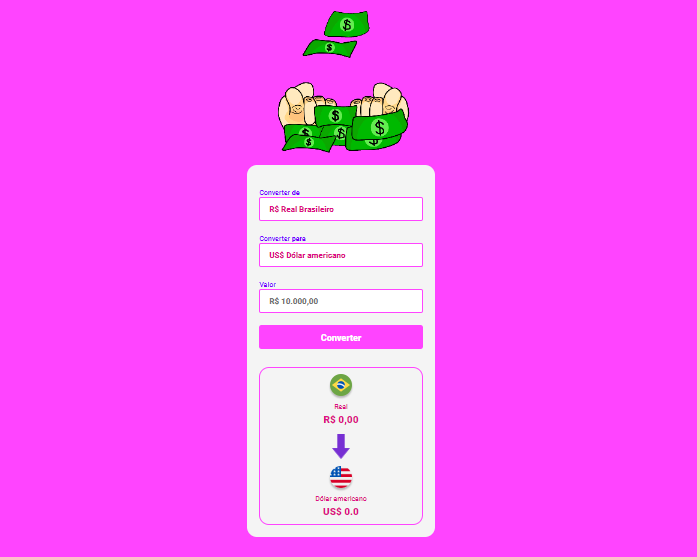 $
$
$
$
$
$
$
$
Converter de
R$ Real Brasileiro
Converter para
US$ Dólar americano
Valor
R$ 10.000,00
Converter
Real
R$ 0,00
Dólar americano
US$ 0.0